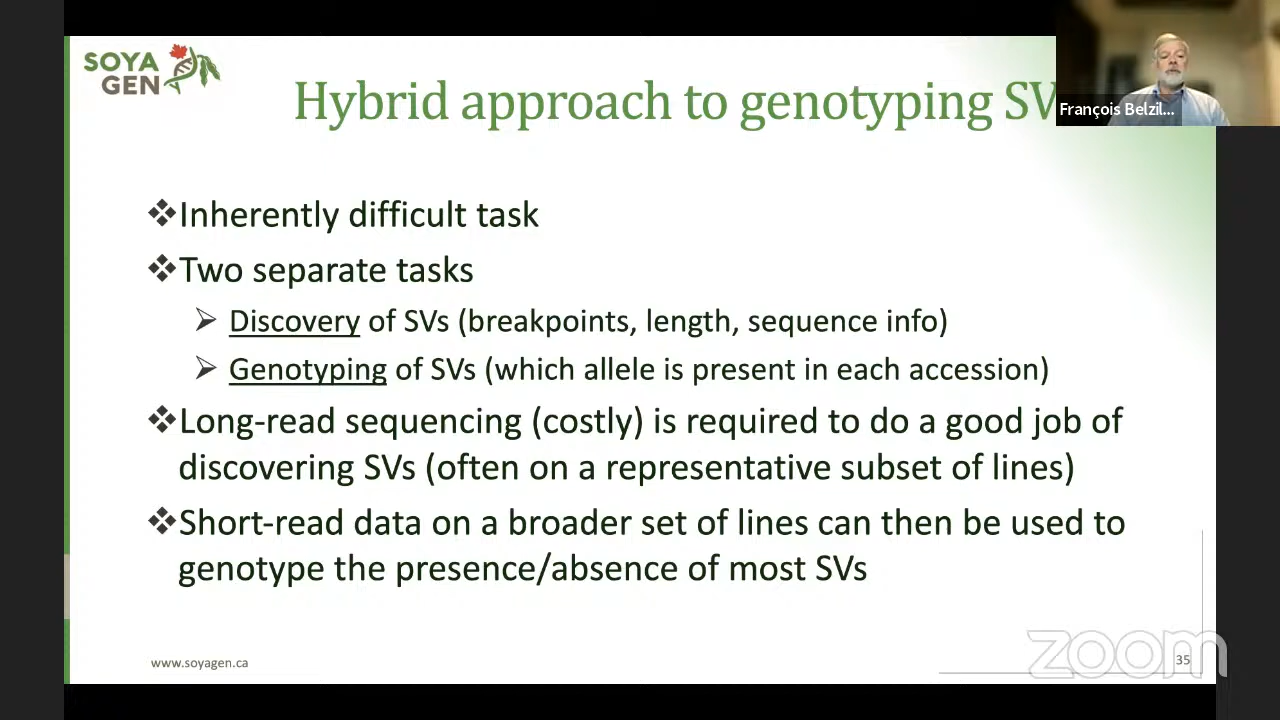 SOYA
GEN
Hybrid approach to genotyping SV
François Belzil...
❖Inherently difficult task
❖Two separate tasks
➢ Discovery of SVs (breakpoints, length, sequence info)
➢ Genotyping of SVs (which allele is present in each accession)
❖Long-read sequencing (costly) is required to do a good job of
discovering SVs (often on a representative subset of lines)
❖Short-read data on a broader set of lines can then be used to
genotype the presence/absence of most SVs
www.soyagen.ca
zoom
35